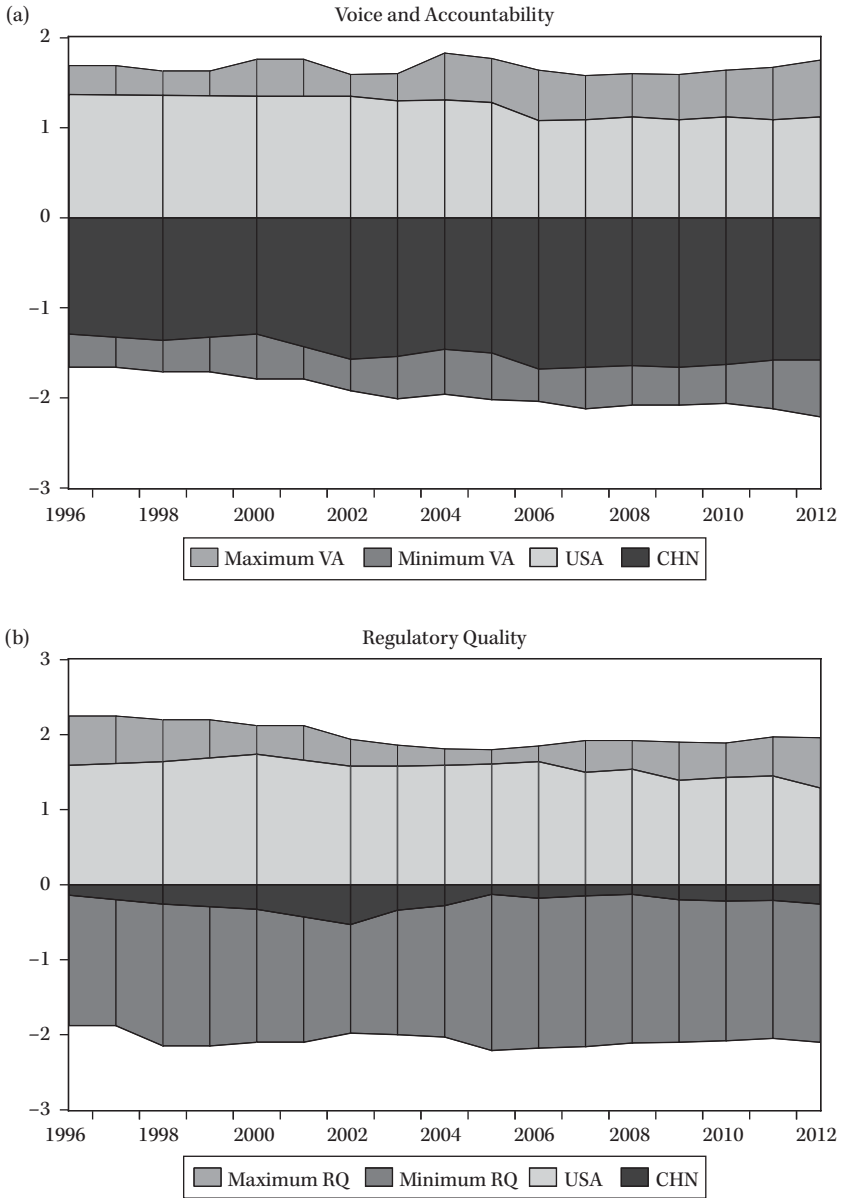 (a)
Voice and Accountability
2
1
0
–1
–2
–3
1996 1998 2000 2002 2004 2006 2008 2010 2012
Maximum VA Minimum VA USA CHN
(b)
Regulatory Quality
3
2
1
0
–1
–2
–3
1996 1998 2000 2002 2004 2006 2008 2010 2012
Maximum RQ Minimum RQ USA CHN